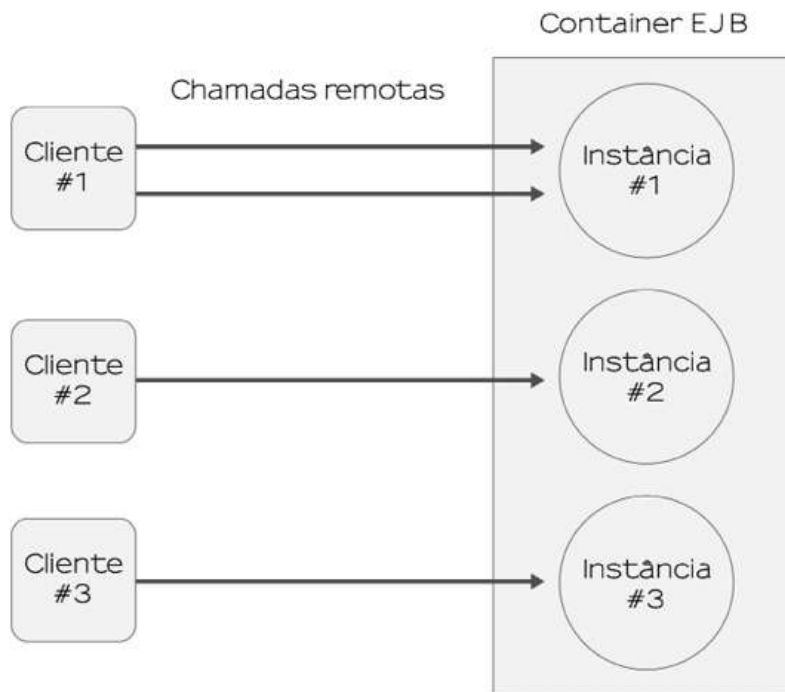 Container EJB
Chamadas remotas
Cliente
#1
Instância
#1
Cliente
#2
Instância
#2
Cliente
#3
Instância
#3